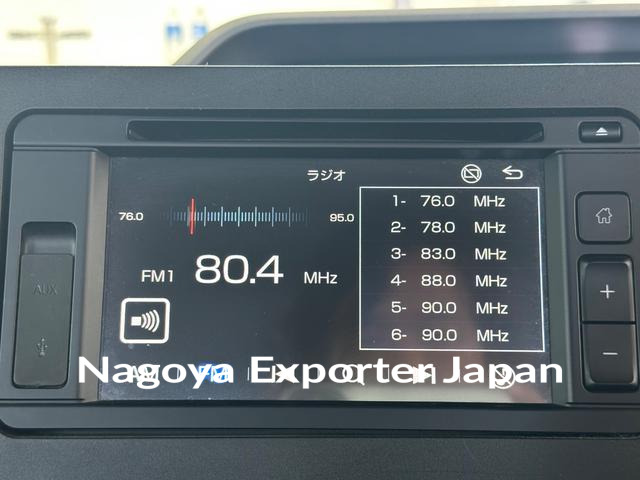 ラジオ
76.0
95.0
FM1 80.4 MHz
1- 76.0 MHz
2- 78.0 MHz
3- 83.0 MHz
4- 88.0 MHz
5- 90.0 MHz
6- 90.0 MHz
AUX
Nagoya Exporter Japan
AM FM